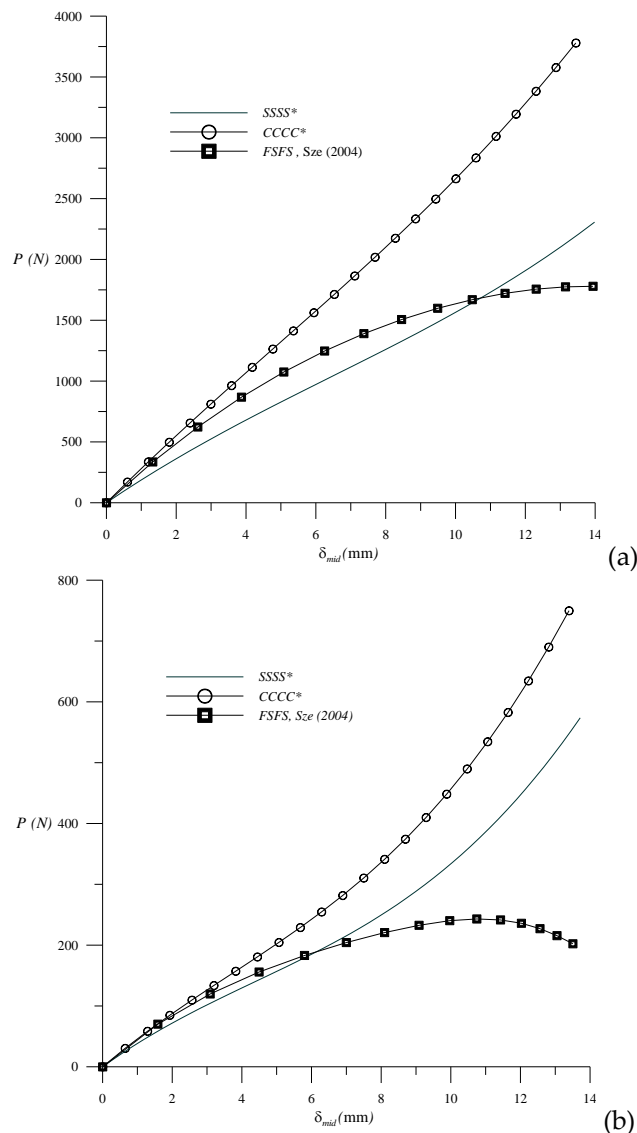 4000
3500
SSSS*
3000
CCCC*
FSFS , Sze (2004)
2500
P (N)
2000
1500
1000
500
0
0 2 4 6 8 10 12 14
δmid(mm)
(a)
800
SSSS*
CCCC*
600
FSFS, Sze (2004)
P (N)
400
200
0
0 2 4 6 8 10 12 14
δmid(mm)
(b)